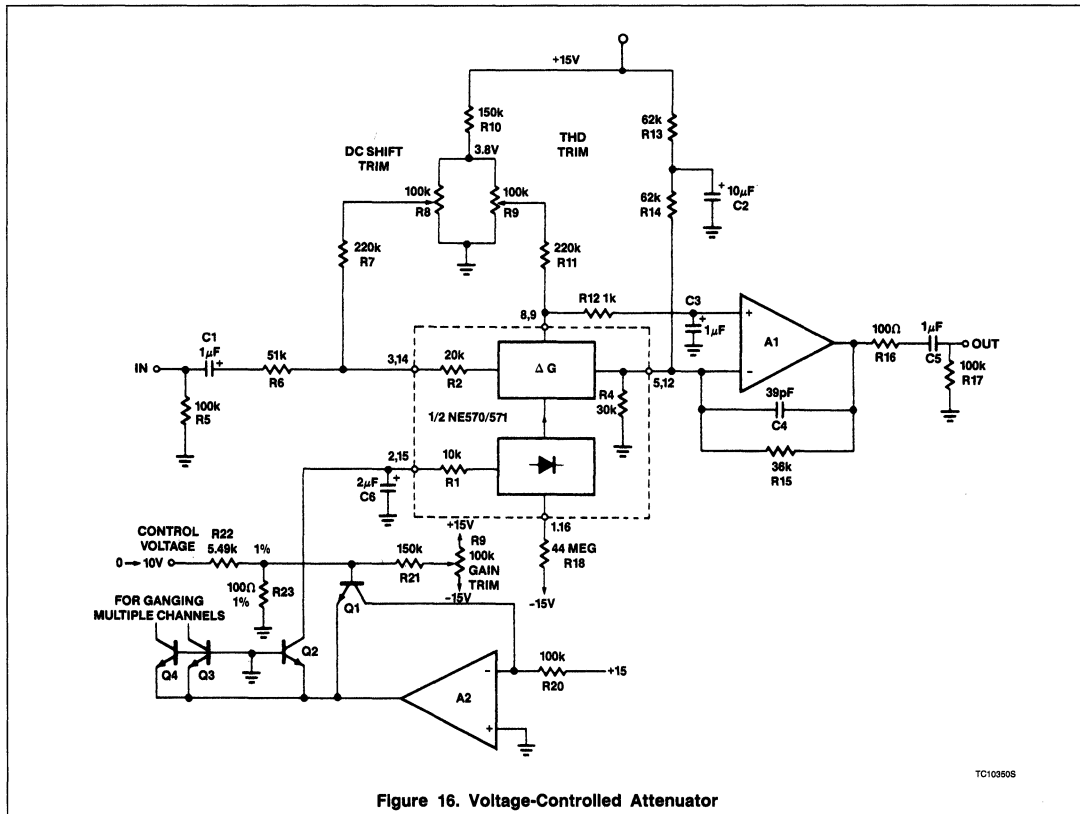 +15V
150k
R10
62k
R13
THD
TRIM
DC SHIFT
TRIM
3.8V
100k
R8
100k
R9
62k
R14
+
10µF
C2
220k
R7
220k
R11
R12 1k
C3
+
1µF
8,9
C1
1µF
+
IN
51k
R6
3,14
20k
R2
ΔG
R4
30k
5,12
+
-
A1
100Ω
R16
1µF
C5
OUT
100k
R17
100k
R5
1/2 NE570/571
39pF
C4
36k
R15
2,15
10k
R1
2µF
C6
+
1.16
44 MEG
R18
-15V
CONTROL
VOLTAGE
0 → 10V
R22
5.49k
1%
100Ω
1%
R23
150k
R21
+15V
R9
100k
GAIN
TRIM
-15V
Q1
FOR GANGING
MULTIPLE CHANNELS
Q4
Q3
Q2
A2
-
+
100k
R20
+15
TC10350S
Figure 16. Voltage-Controlled Attenuator